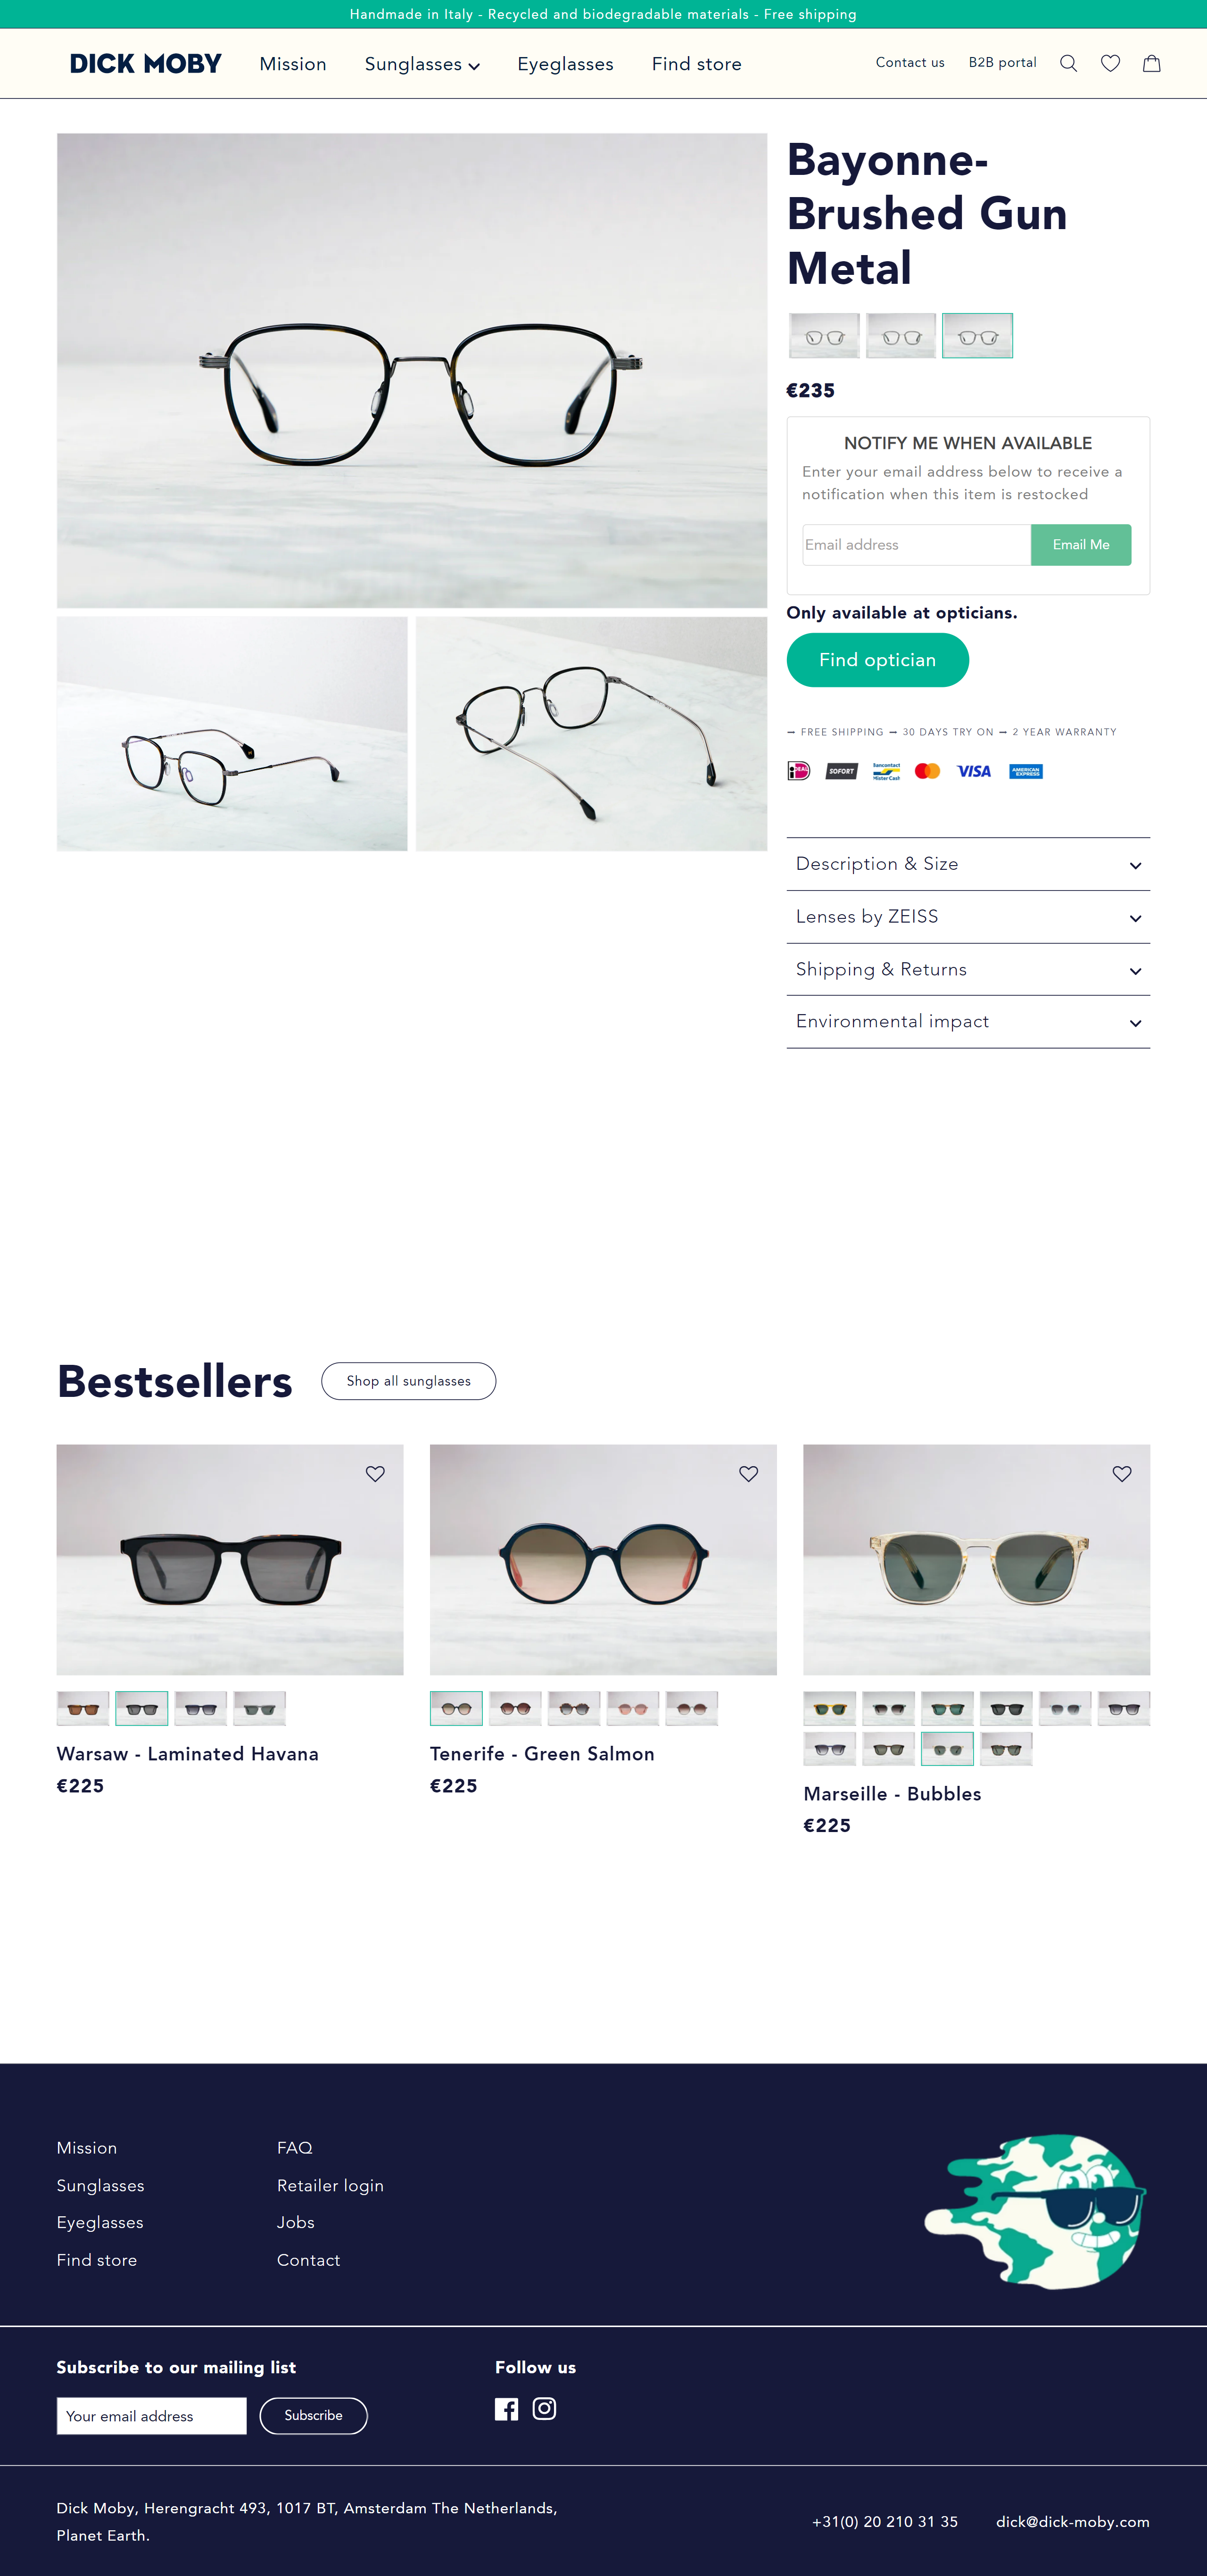 Handmade in Italy - Recycled and biodegradable materials - Free shipping
DICK MOBY
Mission
Sunglasses
Eyeglasses
Find store
Contact us
B2B portal
Bayonne-
Brushed Gun
Metal
€235
NOTIFY ME WHEN AVAILABLE
Enter your email address below to receive a
notification when this item is restocked
Email address
Email Me
Only available at opticians.
Find optician
FREE SHIPPING
30 DAYS TRY ON
2 YEAR WARRANTY
iDEAL
SOFORT
Bancontact
Mister Cash
VISA
AMERICAN
EXPRESS
Description & Size
Lenses by ZEISS
Shipping & Returns
Environmental impact
Bestsellers
Shop all sunglasses
Warsaw - Laminated Havana
€225
Tenerife - Green Salmon
€225
Marseille - Bubbles
€225
Mission
Sunglasses
Eyeglasses
Find store
FAQ
Retailer login
Jobs
Contact
Subscribe to our mailing list
Your email address
Subscribe
Follow us
Dick Moby, Herengracht 493, 1017 BT, Amsterdam The Netherlands,
Planet Earth.
+31(0) 20 210 31 35
dick@dick-moby.com